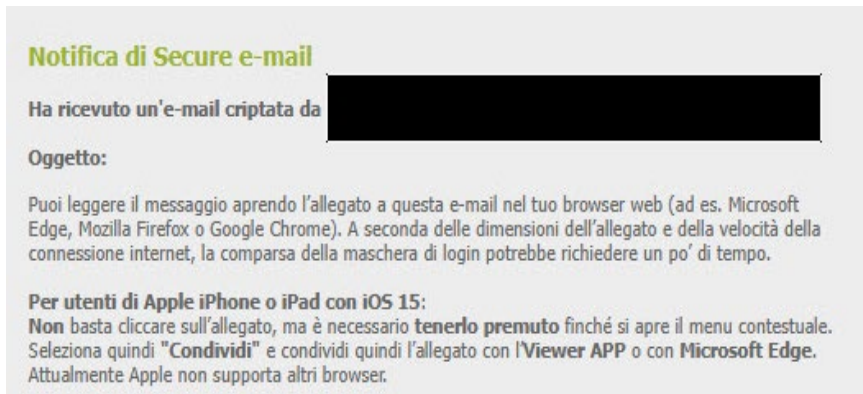 Notifica di Secure e-mail
Ha ricevuto un'e-mail criptata da
Oggetto:
Puoi leggere il messaggio aprendo l'allegato a questa e-mail nel tuo browser web (ad es. Microsoft
Edge, Mozilla Firefox o Google Chrome). A seconda delle dimensioni dell'allegato e della velocità della
connessione internet, la comparsa della maschera di login potrebbe richiedere un po' di tempo.
Per utenti di Apple iPhone o iPad con iOS 15:
Non basta cliccare sull'allegato, ma è necessario tenerlo premuto finché si apre il menu contestuale.
Seleziona quindi "Condividi" e condividi quindi l'allegato con l'Viewer APP o con Microsoft Edge.
Attualmente Apple non supporta altri browser.